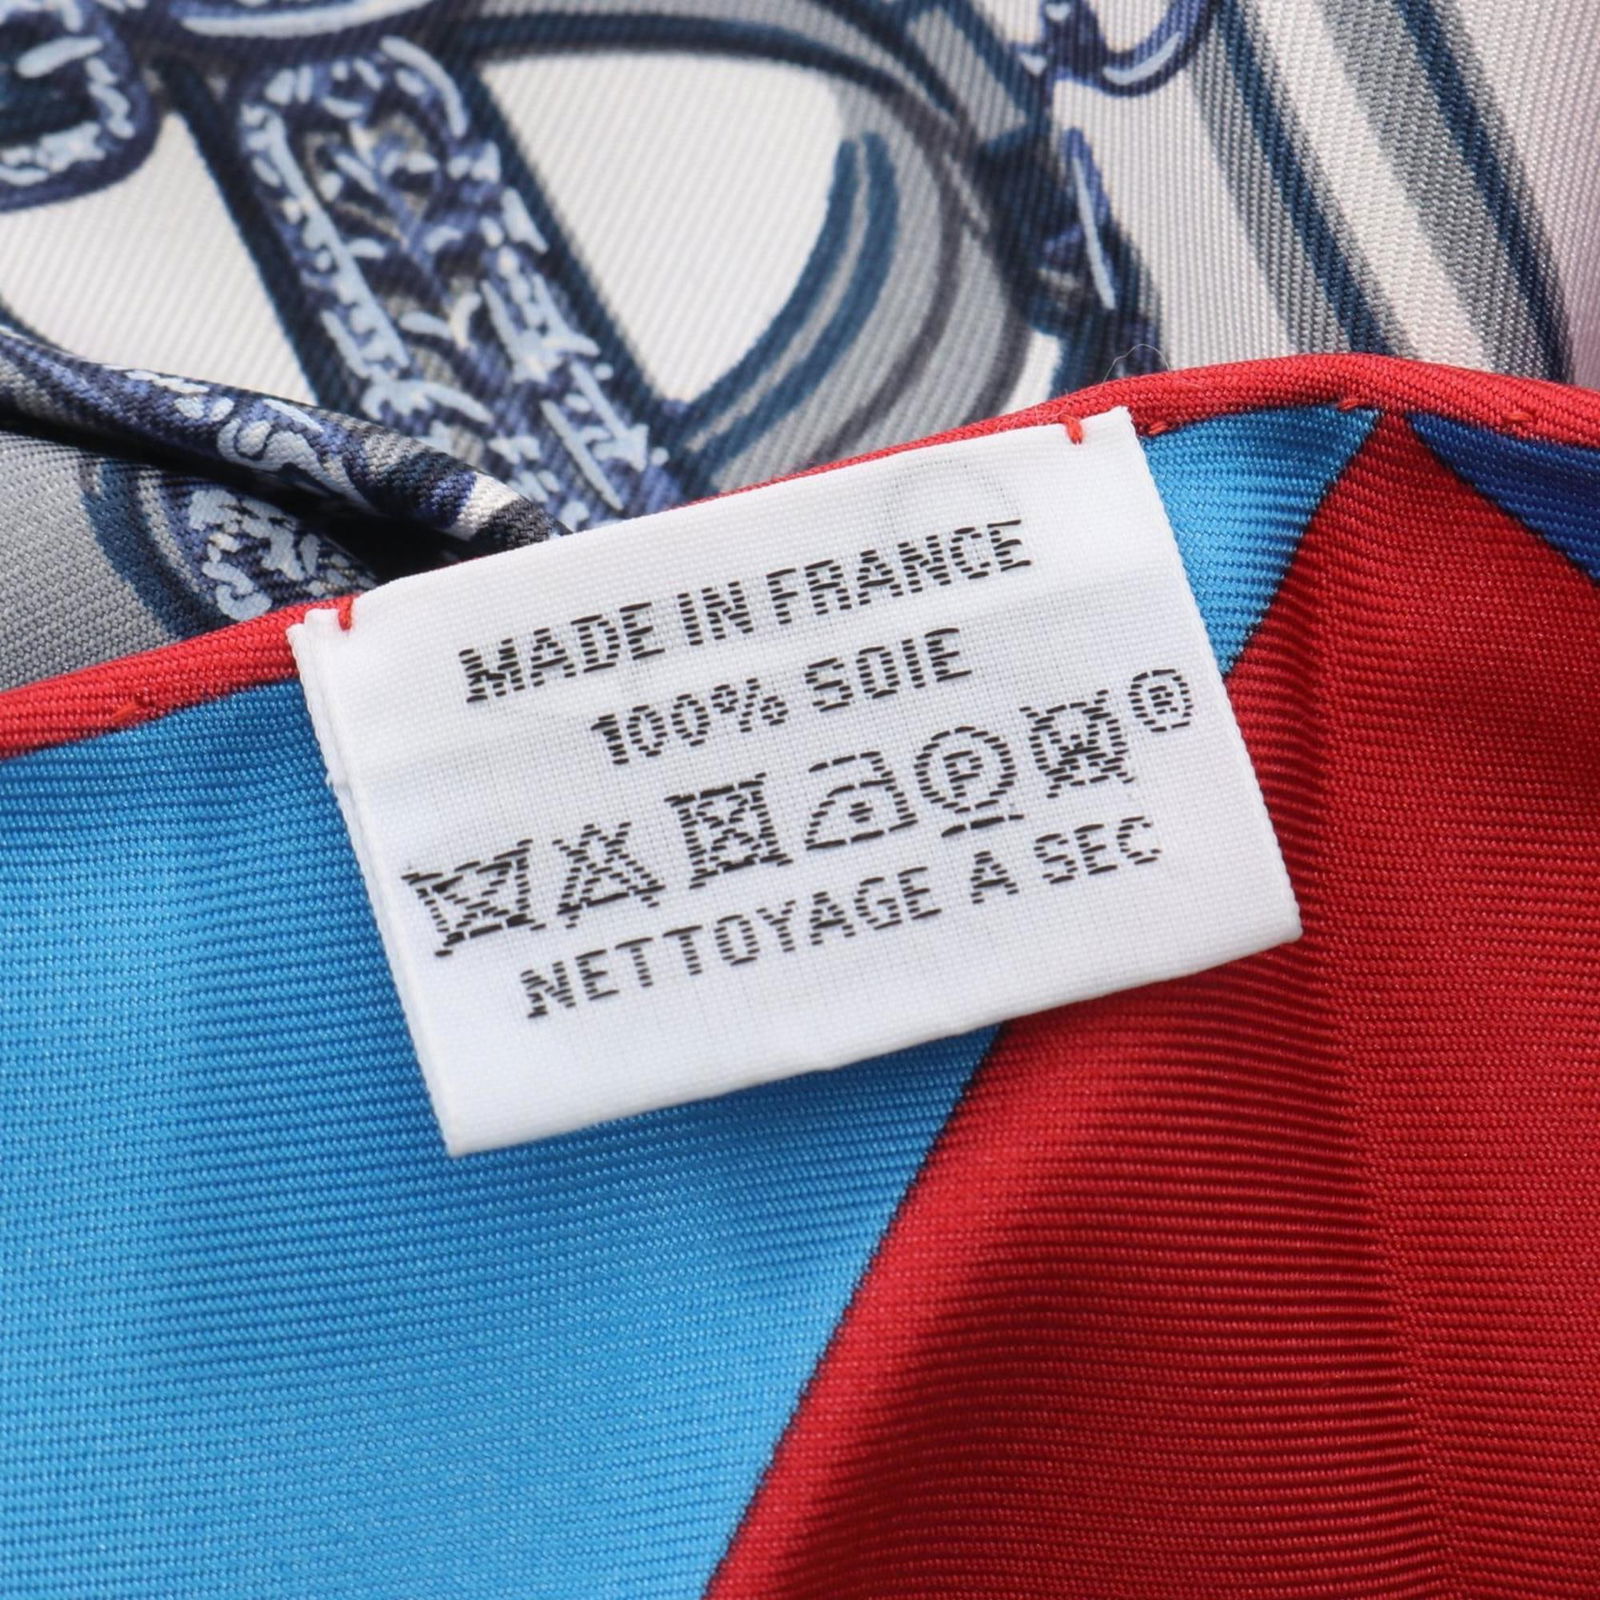 MADE IN FRANCE
100% SOIE
P W ®
NETTOYAGE A SEC